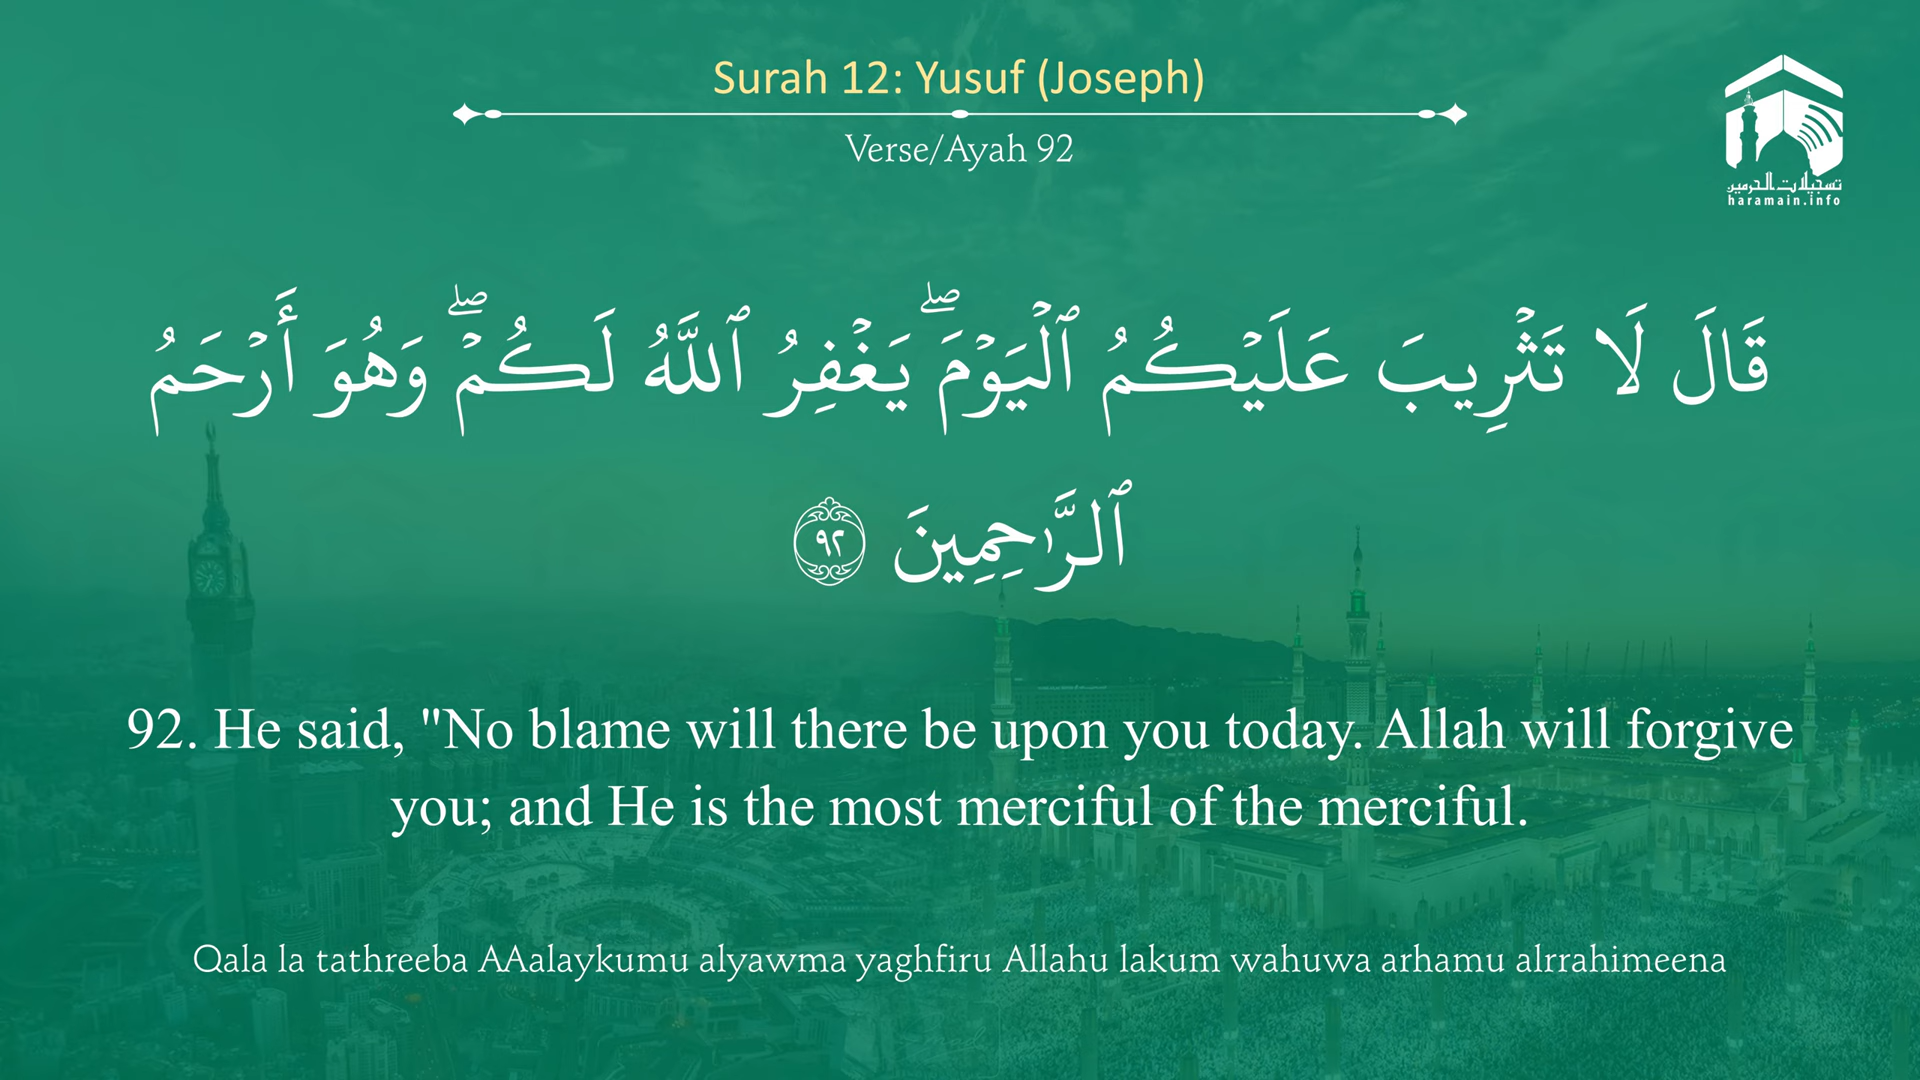 Surah 12: Yusuf (Joseph)
Verse/Ayah 92
تسجيلات الحرمين
haramain.info
قَالَ لَا تَثْرِيبَ عَلَيْكُمُ ٱلْيَوْمَ ۖ يَغْفِرُ ٱللَّهُ لَكُمْ ۖ وَهُوَ أَرْحَمُ
ٱلرَّٰحِمِينَ ٩٢
92. He said, "No blame will there be upon you today. Allah will forgive
you; and He is the most merciful of the merciful.
Qala la tathreeba AAalaykumu alyawma yaghfiru Allahu lakum wahuwa arhamu alrrahimeena